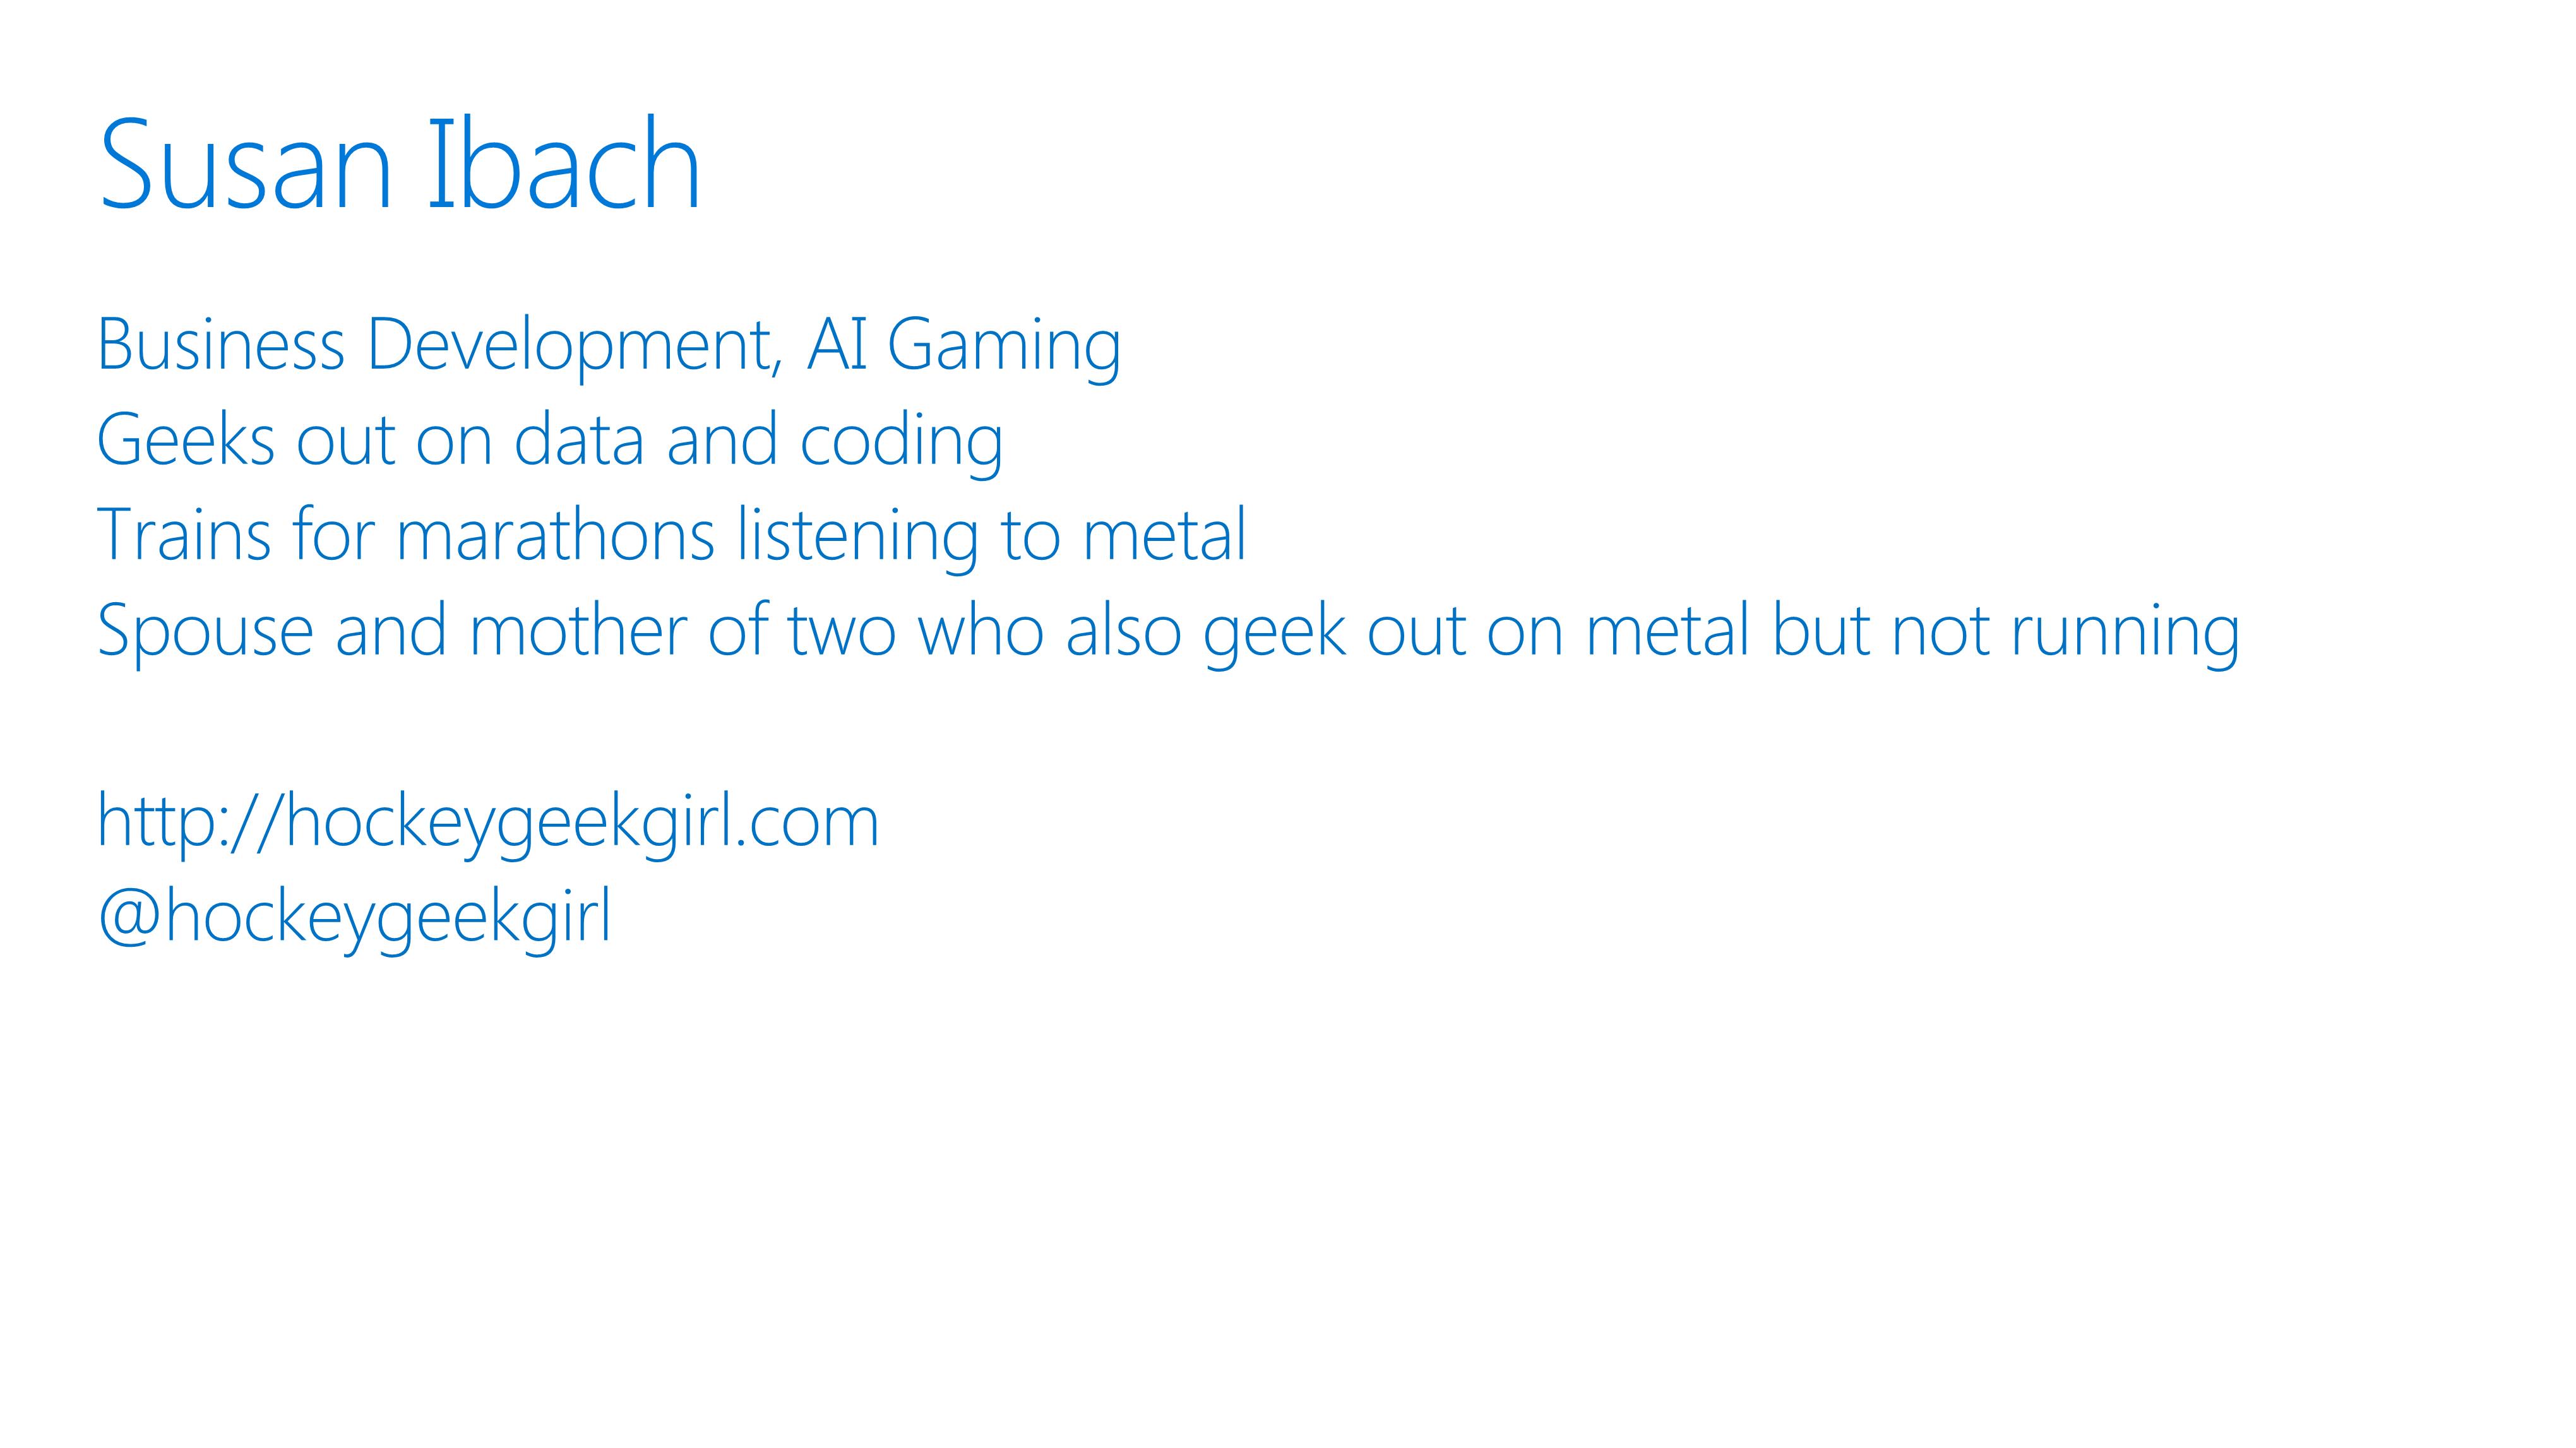 Susan Ibach
Business Development, AI Gaming
Geeks out on data and coding
Trains for marathons listening to metal
Spouse and mother of two who also geek out on metal but not running
http://hockeygeekgirl.com
@hockeygeekgirl